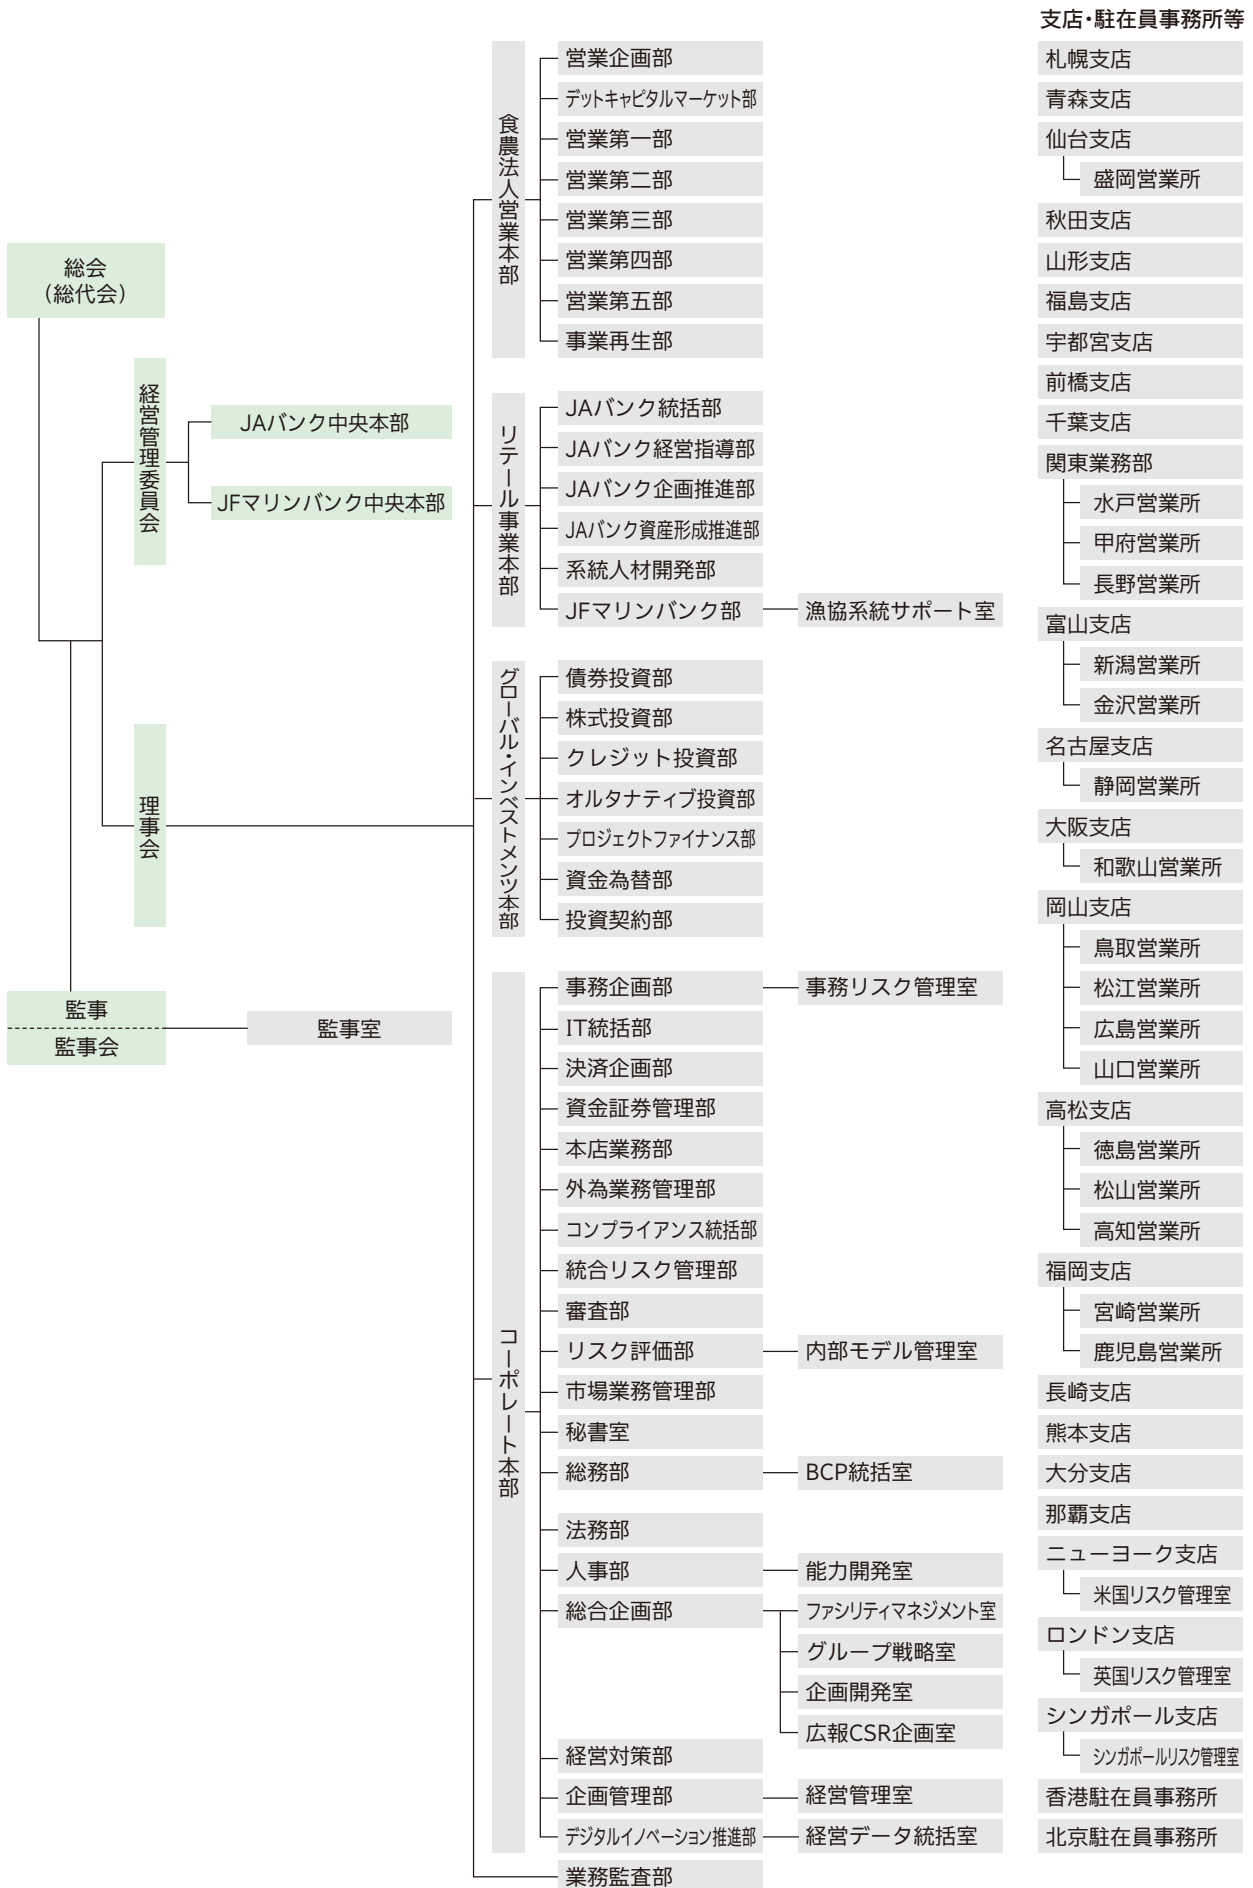 総会
（総代会）
経営管理委員会
JAバンク中央本部
JFマリンバンク中央本部
理事会
監事
監事会
監事室
食農法人営業本部
営業企画部
デットキャピタルマーケット部
営業第一部
営業第二部
営業第三部
営業第四部
営業第五部
事業再生部
リテール事業本部
JAバンク統括部
JAバンク経営指導部
JAバンク企画推進部
JAバンク資産形成推進部
系統人材開発部
JFマリンバンク部
漁協系統サポート室
グローバル・インベストメンツ本部
債券投資部
株式投資部
クレジット投資部
オルタナティブ投資部
プロジェクトファイナンス部
資金為替部
投資契約部
コーポレート本部
事務企画部
事務リスク管理室
IT統括部
決済企画部
資金証券管理部
本店業務部
外為業務管理部
コンプライアンス統括部
統合リスク管理部
審査部
リスク評価部
内部モデル管理室
市場業務管理部
秘書室
総務部
BCP統括室
法務部
人事部
能力開発室
総合企画部
ファシリティマネジメント室
グループ戦略室
企画開発室
広報CSR企画室
経営対策部
企画管理部
経営管理室
デジタルイノベーション推進部
経営データ統括室
業務監査部
支店・駐在員事務所等
札幌支店
青森支店
仙台支店
盛岡営業所
秋田支店
山形支店
福島支店
宇都宮支店
前橋支店
千葉支店
関東業務部
水戸営業所
甲府営業所
長野営業所
富山支店
新潟営業所
金沢営業所
名古屋支店
静岡営業所
大阪支店
和歌山営業所
岡山支店
鳥取営業所
松江営業所
広島営業所
山口営業所
高松支店
徳島営業所
松山営業所
高知営業所
福岡支店
宮崎営業所
鹿児島営業所
長崎支店
熊本支店
大分支店
那覇支店
ニューヨーク支店
米国リスク管理室
ロンドン支店
英国リスク管理室
シンガポール支店
シンガポールリスク管理室
香港駐在員事務所
北京駐在員事務所